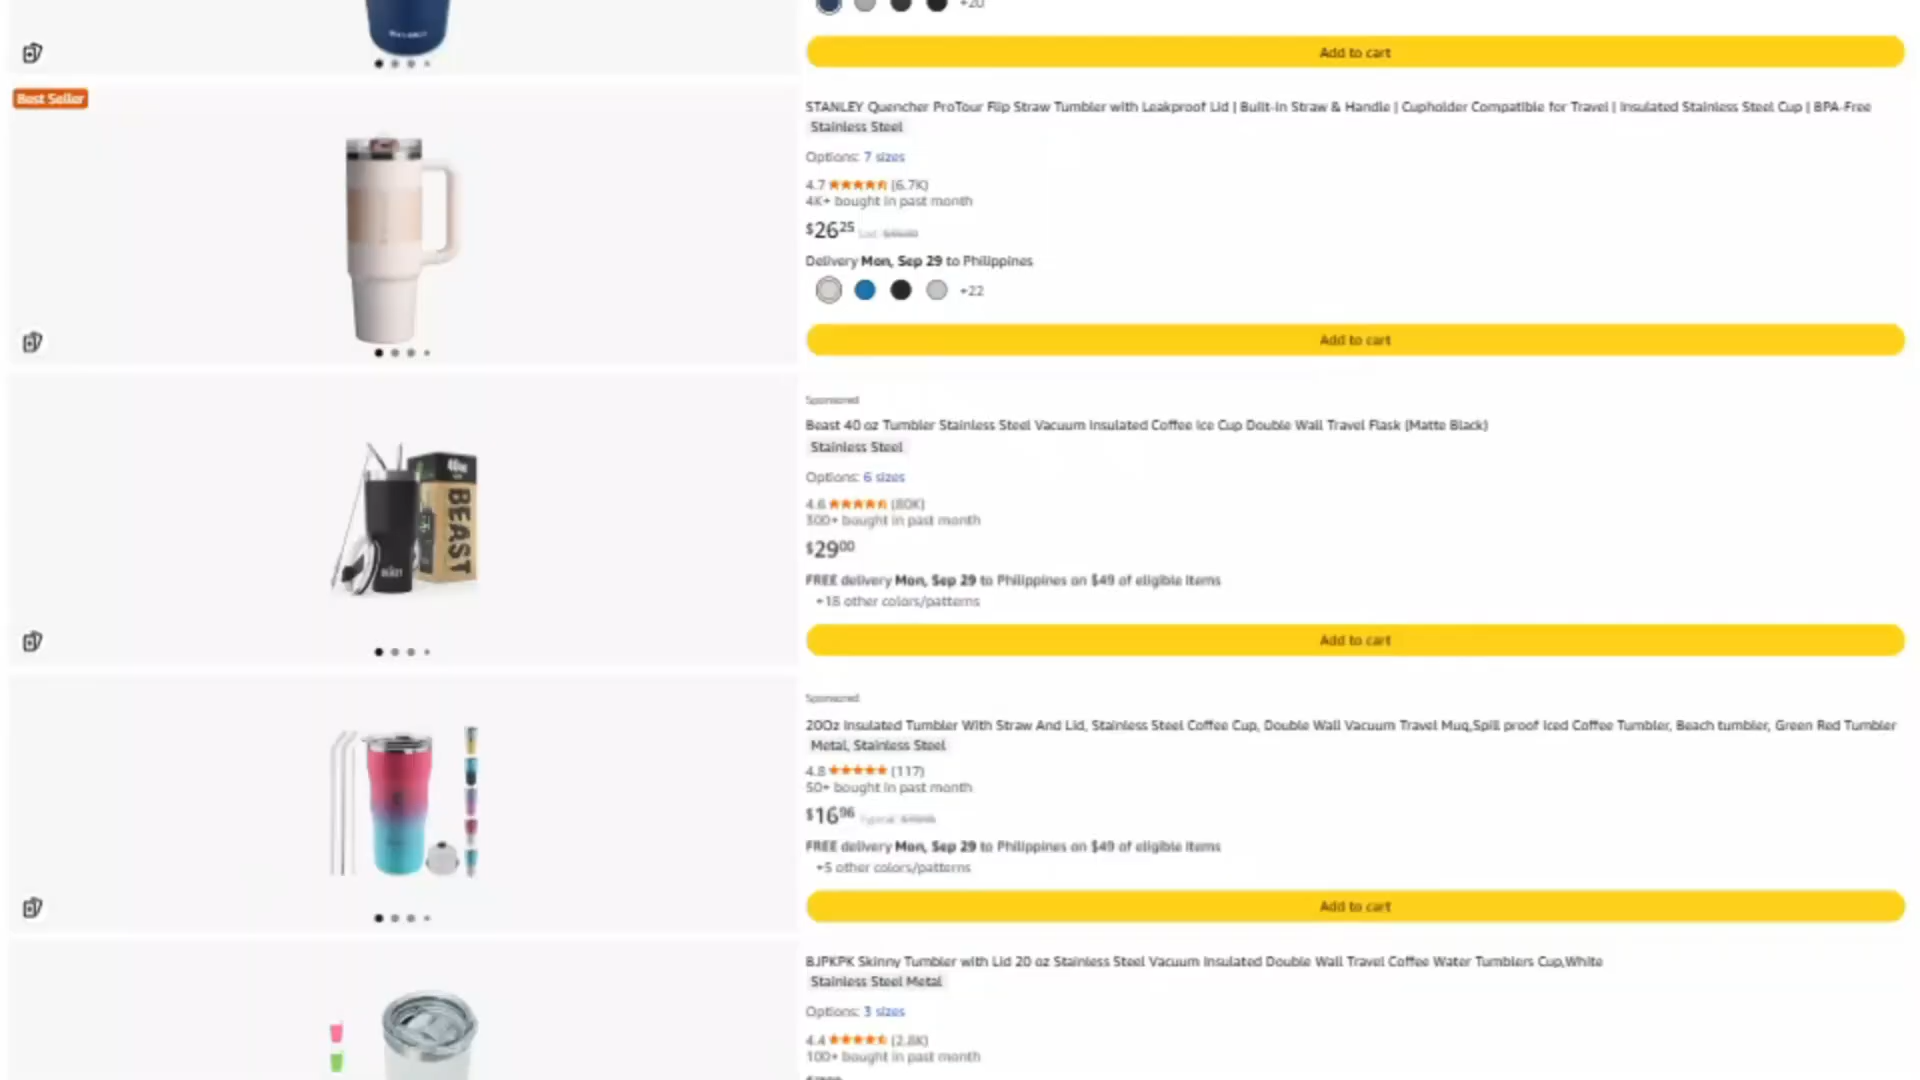 +20
Add to cart
Best Seller
STANLEY Quencher ProTour Flip Straw Tumbler with Leakproof Lid | Built-in Straw & Handle | Cupholder Compatible for Travel | Insulated Stainless Steel Cup | BPA-Free
Stainless Steel
Options: 7 sizes
4.7 (6.7K)
4K+ bought in past month
$26.25 List:
Delivery Mon, Sep 29 to Philippines
+22
Add to cart
Sponsored
Beast 40 oz Tumbler Stainless Steel Vacuum Insulated Coffee Ice Cup Double Wall Travel Flask (Matte Black)
Stainless Steel
Options: 6 sizes
4.6 (80K)
300+ bought in past month
$29.00
FREE delivery Mon, Sep 29 to Philippines on $49 of eligible items
+18 other colors/patterns
BEAST
Add to cart
Sponsored
20Oz Insulated Tumbler With Straw And Lid, Stainless Steel Coffee Cup, Double Wall Vacuum Travel Mug,Spill proof Iced Coffee Tumbler, Beach tumbler, Green Red Tumbler
Metal, Stainless Steel
4.8 (117)
50+ bought in past month
$16.96 Typical:
FREE delivery Mon, Sep 29 to Philippines on $49 of eligible items
+5 other colors/patterns
Add to cart
BJPKPK Skinny Tumbler with Lid 20 oz Stainless Steel Vacuum Insulated Double Wall Travel Coffee Water Tumblers Cup,White
Stainless Steel Metal
Options: 3 sizes
4.4 (2.8K)
100+ bought in past month